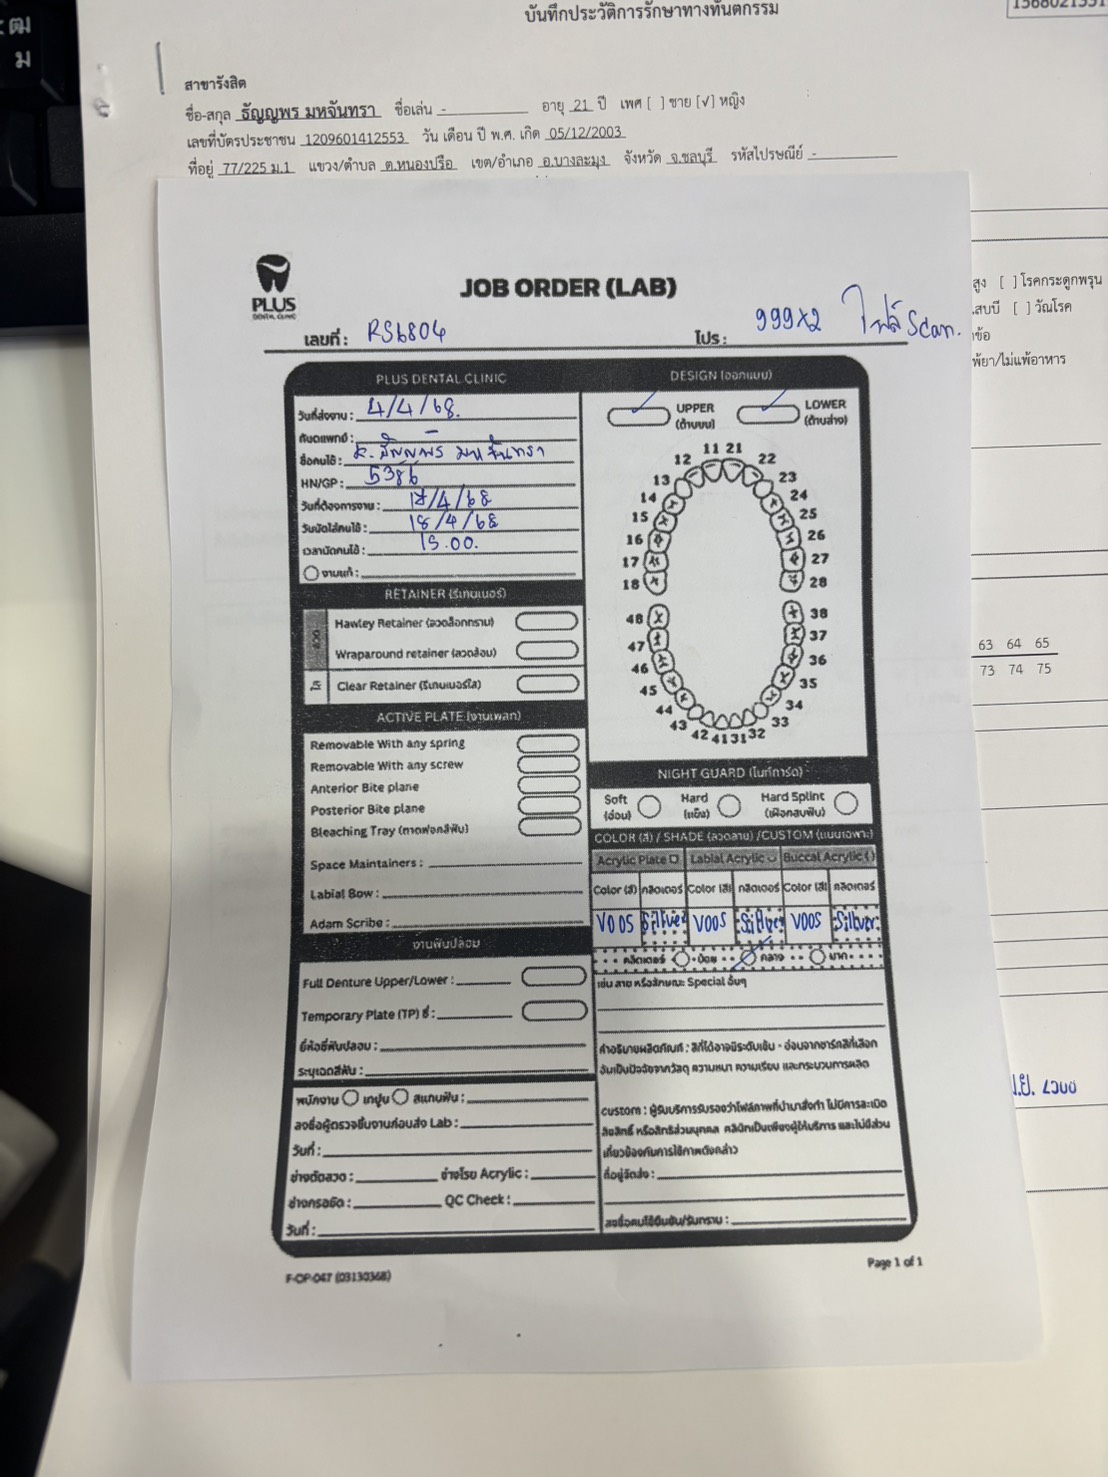 บันทึกประวัติการรักษาทางทันตกรรม
สาขารังสิต
ชื่อ-สกุล ธัญญพร มหจันทรา ชื่อเล่น - อายุ 21 ปี เพศ [ ] ชาย [√] หญิง
เลขที่บัตรประชาชน 1209601412553 วัน เดือน ปี พ.ศ. เกิด 05/12/2003
ที่อยู่ 77/225 ม.1 แขวง/ตำบล ต.หนองปรือ เขต/อำเภอ อ.บางละมุง จังหวัด จ.ชลบุรี รหัสไปรษณีย์ -
สูง [ ] โรคกระดูกพรุน
[ ] วัณโรค
พ้ยา/ไม่แพ้อาหาร
63 64 65
73 74 75
PLUS
DENTAL CLINIC
JOB ORDER (LAB)
เลขที่ : RS6804 โปร : 999x2 ไฟล์ Scan.
PLUS DENTAL CLINIC
วันที่ส่งงาน : 4/4/68.
ทันตแพทย์ : -
ชื่อคนไข้ : K. ธัญญพร มหจันทรา
HN/GP : 5386
วันที่ต้องการงาน : 17/4/68
วันนัดใส่คนไข้ : 18/4/68
เวลานัดคนไข้ : 15.00.
งานแก้ :
RETAINER (รีเทนเนอร์)
ลวด
Hawley Retainer (ลวดล็อกกราม)
Wraparound retainer (ลวดล้อม)
ใส
Clear Retainer (รีเทนเนอร์ใส)
ACTIVE PLATE (งานเพลท)
Removable With any spring
Removable With any screw
Anterior Bite plane
Posterior Bite plane
Bleaching Tray (ถาดฟอกสีฟัน)
Space Maintainers :
Labial Bow :
Adam Scribe :
งานฟันปลอม
Full Denture Upper/Lower :
Temporary Plate (TP) ซี่ :
ยี่ห้อซี่ฟันปลอม :
ระบุเฉดสีฟัน :
พนักงาน เทปูน สแกนฟัน :
ลงชื่อผู้ตรวจชิ้นงานก่อนส่ง Lab :
วันที่ :
ช่างดัดลวด : ช่างโรย Acrylic :
ช่างกรอขัด : QC Check :
วันที่ :
DESIGN (ออกแบบ)
UPPER
(ด้านบน)
LOWER
(ด้านล่าง)
11 21
12 22
13 23
14 24
15 25
16 26
17 27
18 28
48 38
47 37
46 36
45 35
44 34
43 33
42 41 31 32
NIGHT GUARD (ไนท์การ์ด)
Soft
(อ่อน)
Hard
(แข็ง)
Hard Splint
(เฝือกสบฟัน)
COLOR (สี) / SHADE (ลวดลาย) /CUSTOM (แบบเฉพาะ)
Acrylic Plate Labial Acrylic Buccal Acrylic ( )
Color (สี) กลิตเตอร์ Color (สี) กลิตเตอร์ Color (สี) กลิตเตอร์
V005 Silver V005 Silver V005 Silver
กลิตเตอร์ น้อย กลาง มาก
เช่น ลาย หรือลักษณะ Special อื่นๆ
คำอธิบายผลิตภัณฑ์ : สีที่ได้อาจมีระดับเข้ม - อ่อนจากชาร์ตสีที่เลือก
อันเป็นปัจจัยจากวัสดุ ความหนา ความเรียบ และกระบวนการผลิต
custom : ผู้รับบริการรับรองว่าไฟล์ภาพที่นำมาสั่งทำ ไม่มีการละเมิด
ลิขสิทธิ์ หรือสิทธิส่วนบุคคล คลินิกเป็นเพียงผู้ให้บริการ และไม่มีส่วน
เกี่ยวข้องกับการใช้ภาพดังกล่าว
ที่อยู่จัดส่ง :
ลงชื่อคนไข้ยืนยัน/รับทราบ :
F-OP-047 (03130368)
Page 1 of 1